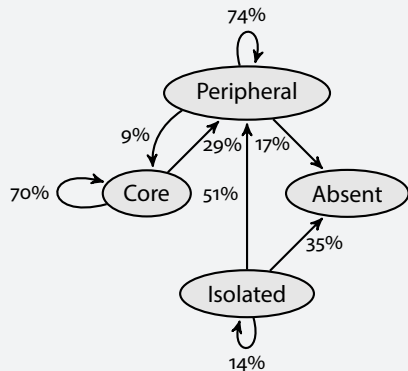 74%
Peripheral
9%
29%
17%
70%
Core
51%
Absent
35%
Isolated
14%